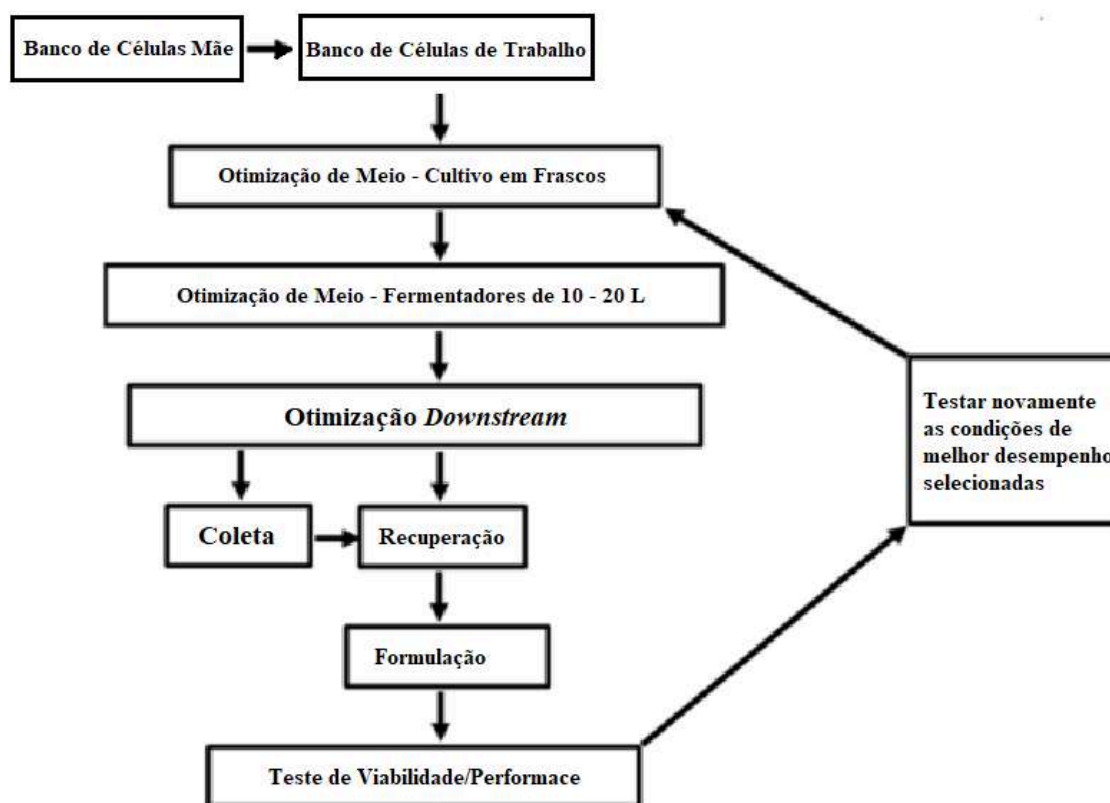 Banco de Células Mãe
Banco de Células de Trabalho
Otimização de Meio - Cultivo em Frascos
Otimização de Meio - Fermentadores de 10 - 20 L
Otimização Downstream
Coleta
Recuperação
Formulação
Teste de Viabilidade/Performace
Testar novamente
as condições de
melhor desempenho
selecionadas